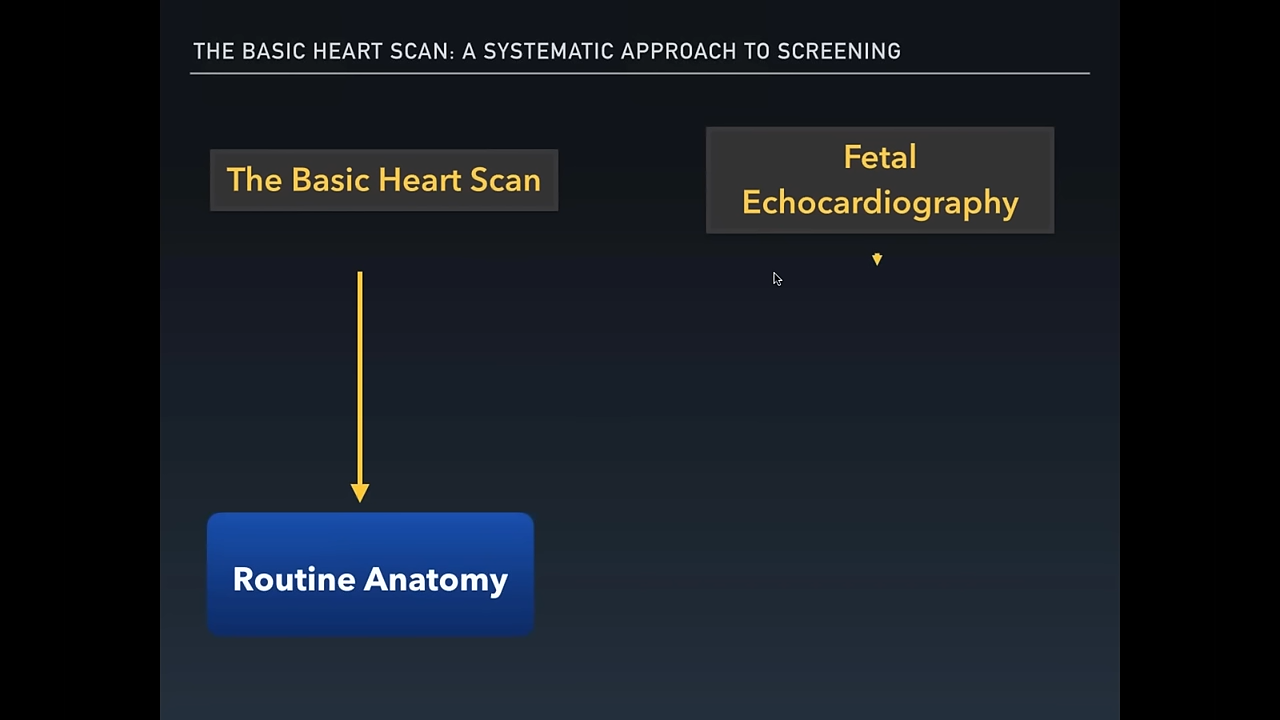 THE BASIC HEART SCAN: A SYSTEMATIC APPROACH TO SCREENING
The Basic Heart Scan
Fetal
Echocardiography
Routine Anatomy